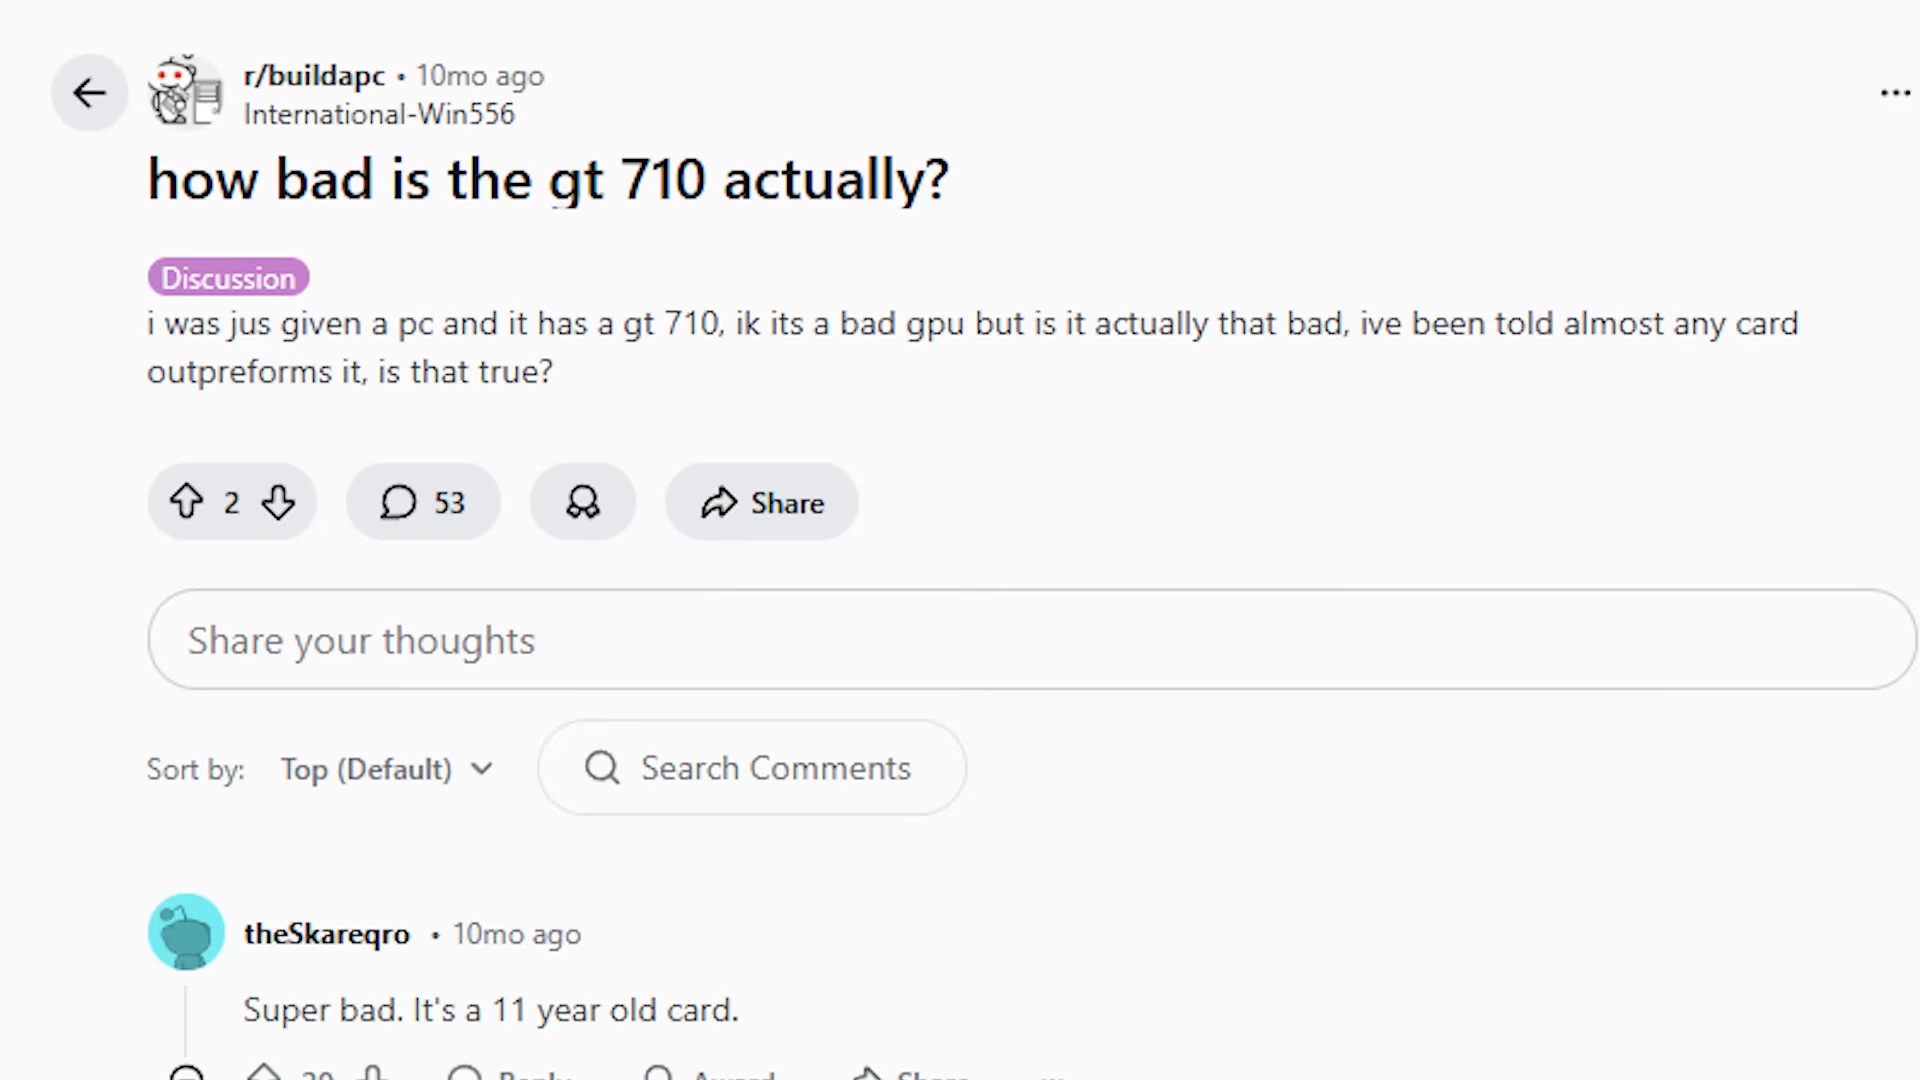 r/buildapc • 10mo ago
International-Win556
how bad is the gt 710 actually?
Discussion
i was jus given a pc and it has a gt 710, ik its a bad gpu but is it actually that bad, ive been told almost any card
outpreforms it, is that true?
2 53 Share
Share your thoughts
Sort by: Top (Default) Search Comments
theSkareqro • 10mo ago
Super bad. It's a 11 year old card.
Reply Award Share